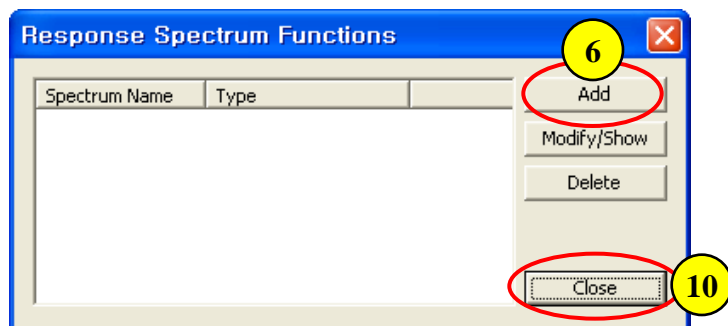 Response Spectrum Functions
6
Spectrum Name Type
Add
Modify/Show
Delete
Close
10